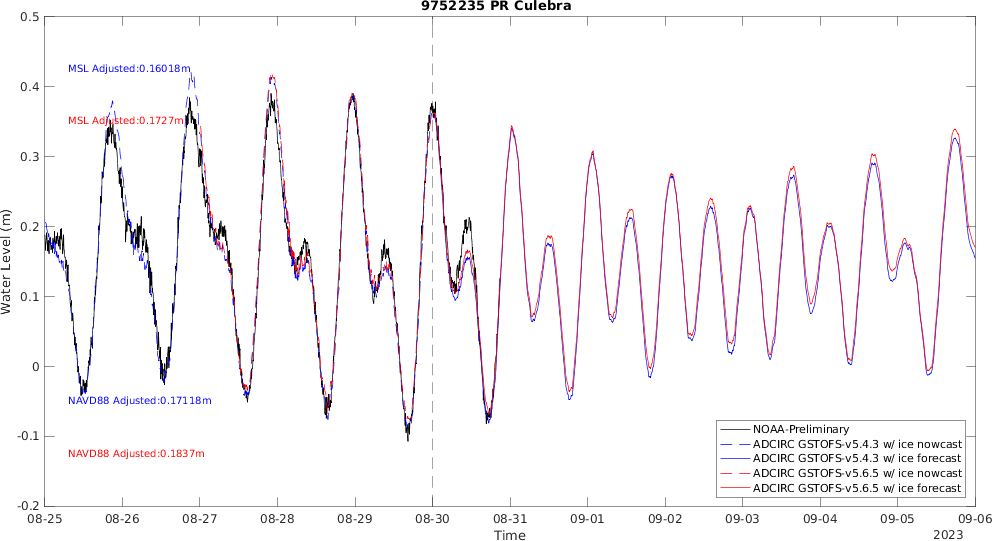 9752235 PR Culebra
0.5
0.4
0.3
0.2
0.1
0
-0.1
-0.2
Water Level (m)
MSL Adjusted:0.16018m
MSL Adjusted:0.1727m
NAVD88 Adjusted:0.17118m
NAVD88 Adjusted:0.1837m
NOAA-Preliminary
ADCIRC GSTOFS-v5.4.3 w/ ice nowcast
ADCIRC GSTOFS-v5.4.3 w/ ice forecast
ADCIRC GSTOFS-v5.6.5 w/ ice nowcast
ADCIRC GSTOFS-v5.6.5 w/ ice forecast
08-25 08-26 08-27 08-28 08-29 08-30 08-31 09-01 09-02 09-03 09-04 09-05 09-06
Time
2023